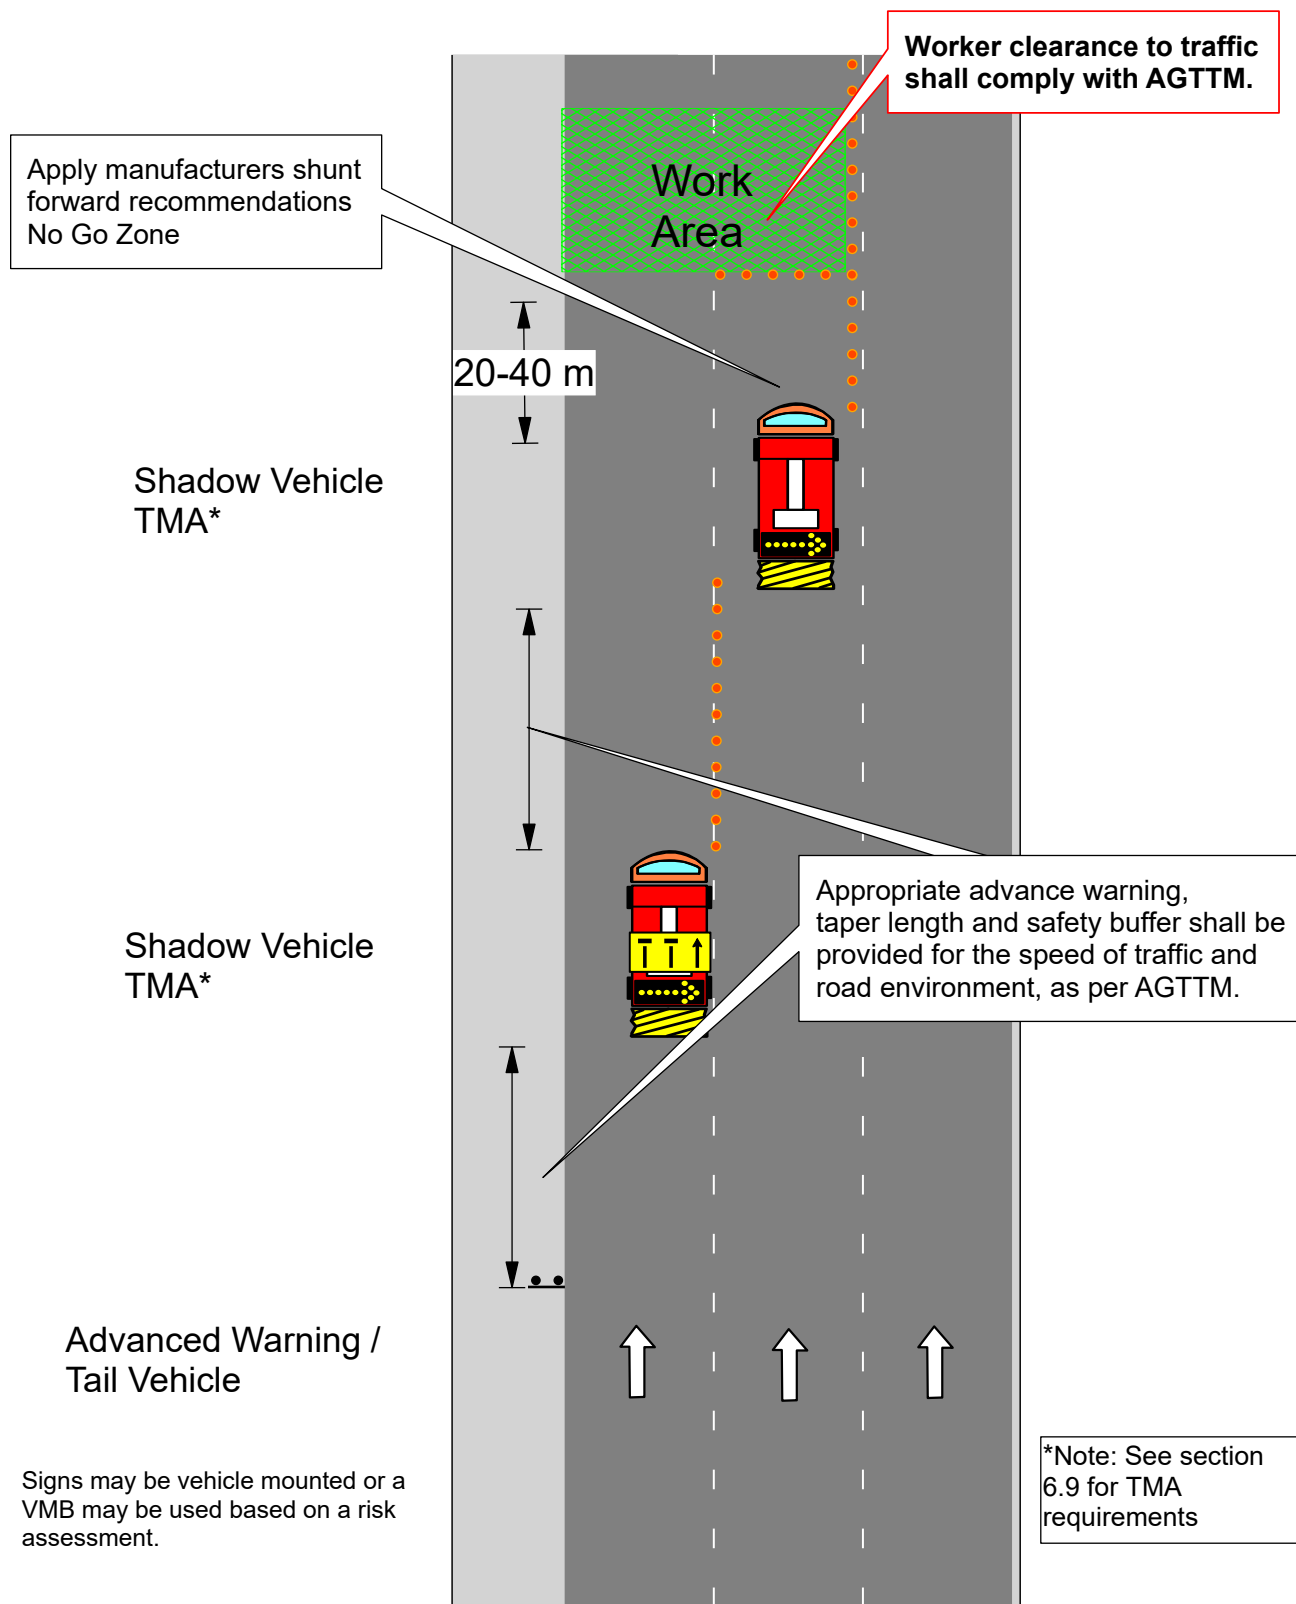 Worker clearance to traffic
shall comply with AGTTM.
Apply manufacturers shunt
forward recommendations
No Go Zone
Work
Area
20-40 m
Shadow Vehicle
TMA*
Appropriate advance warning,
taper length and safety buffer shall be
provided for the speed of traffic and
road environment, as per AGTTM.
Shadow Vehicle
TMA*
Advanced Warning /
Tail Vehicle
Signs may be vehicle mounted or a
VMB may be used based on a risk
assessment.
*Note: See section
6.9 for TMA
requirements